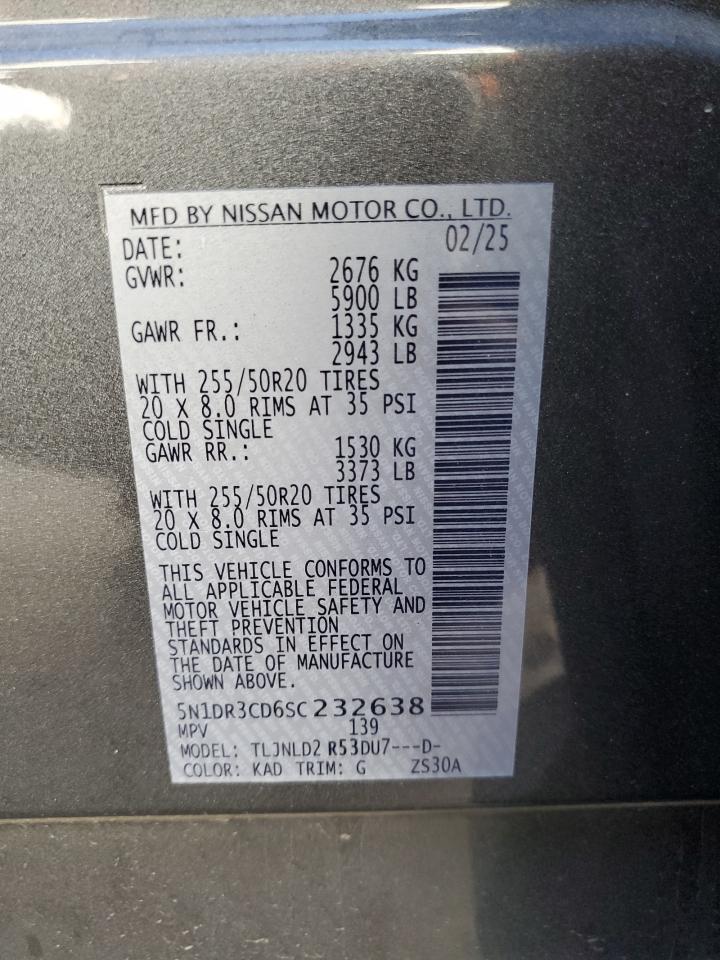 MFD BY NISSAN MOTOR CO., LTD.
DATE: 02/25
GVWR: 2676 KG
5900 LB
GAWR FR.: 1335 KG
2943 LB
WITH 255/50R20 TIRES
20 X 8.0 RIMS AT 35 PSI
COLD SINGLE
GAWR RR.: 1530 KG
3373 LB
WITH 255/50R20 TIRES
20 X 8.0 RIMS AT 35 PSI
COLD SINGLE
THIS VEHICLE CONFORMS TO
ALL APPLICABLE FEDERAL
MOTOR VEHICLE SAFETY AND
THEFT PREVENTION
STANDARDS IN EFFECT ON
THE DATE OF MANUFACTURE
SHOWN ABOVE.
5N1DR3CD6SC232638
MPV 139
MODEL: TLJNLD2 R53DU7---D-
COLOR: KAD TRIM: G ZS30A